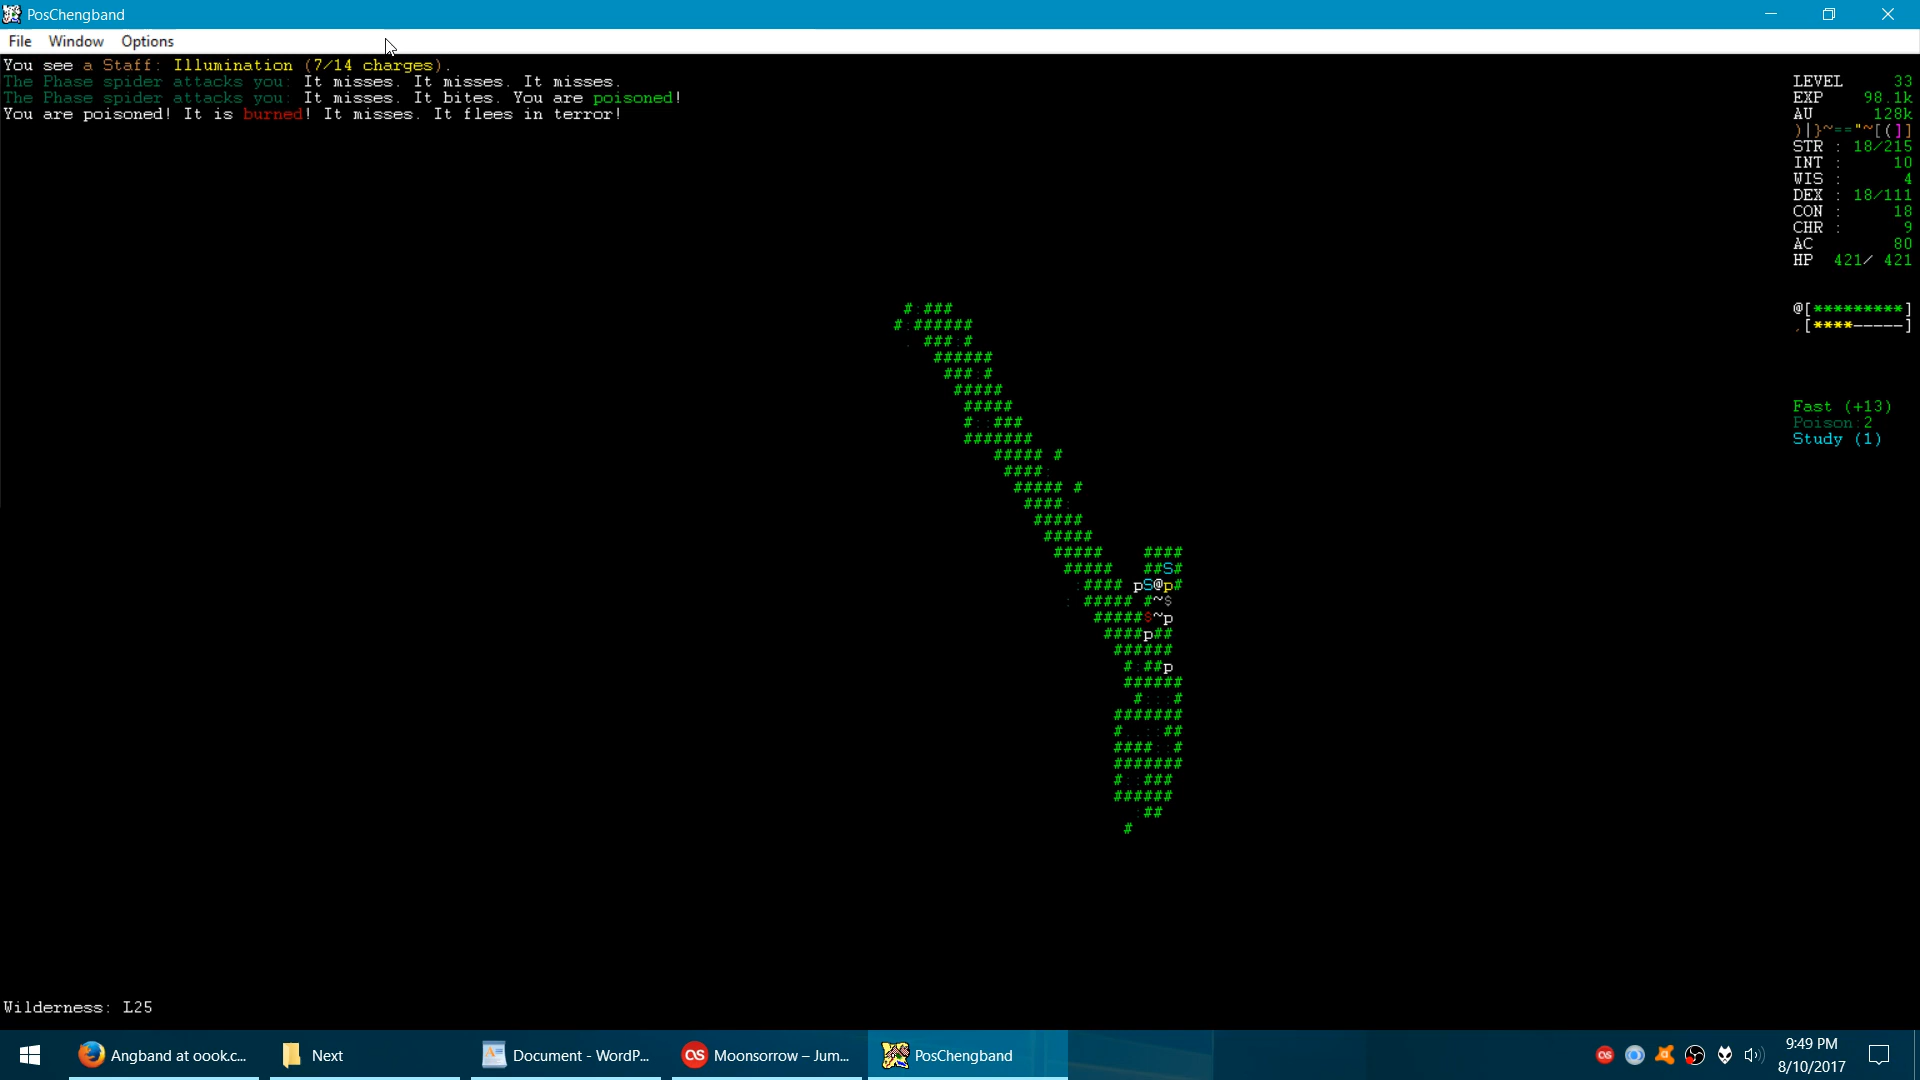 PosChengband
File Window Options
You see a Staff: Illumination (7/14 charges).
The Phase spider attacks you: It misses. It misses. It misses.
The Phase spider attacks you: It misses. It bites. You are poisoned!
You are poisoned! It is burned! It misses. It flees in terror!
LEVEL 33
EXP 98.1k
AU 128k
)|}~=="~[(]]
STR : 18/215
INT : 10
WIS : 4
DEX : 18/111
CON : 18
CHR : 9
AC 80
HP 421/ 421
@[*********]
[****-----]
Fast (+13)
Poison:2
Study (1)
Wilderness: L25
Angband at oook.c...
Next
Document - WordP...
Moonsorrow – Jum...
PosChengband
9:49 PM
8/10/2017